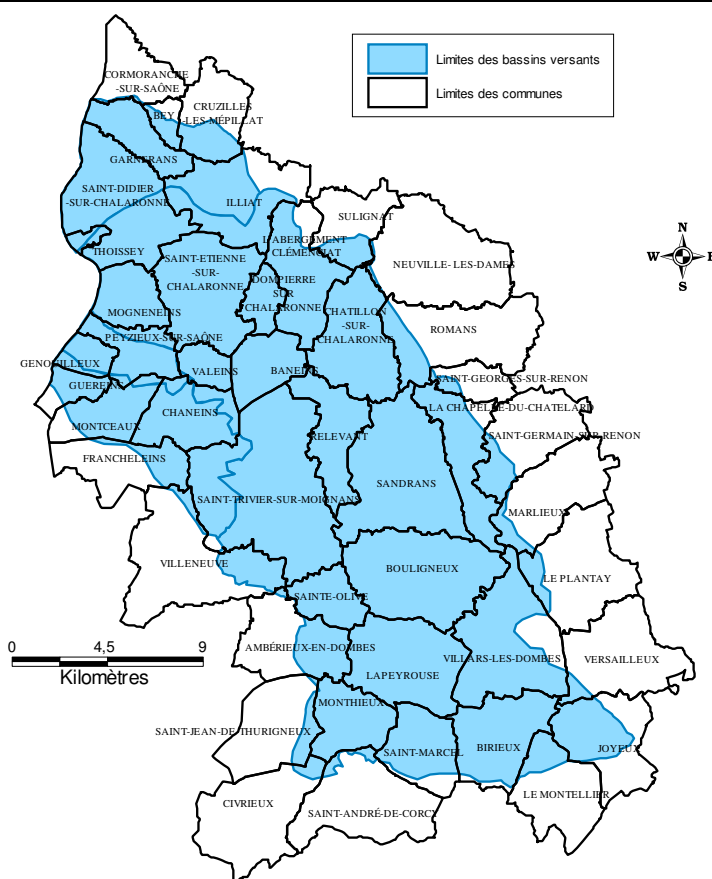 CORMORANCHE
-SUR-SAÔNE
Limites des bassins versants
Limites des communes
BEY
CRUZILLES
-LES-MÉPILLAT
GARNERANS
SAINT-DIDIER
-SUR-CHALARONNE
ILLIAT
SULIGNAT
THOISSEY
SAINT-ETIENNE
-SUR-
CHALARONNE
L'ABERGEMENT
CLÉMENCIAT
NEUVILLE- LES-DAMES
N
W
E
S
DOMPIERRE
SUR
CHALARONNE
CHATILLON
-SUR-
CHALARONNE
MOGNENEINS
ROMANS
PEYZIEUX-SUR-SAÔNE
GENOUILLEUX
VALEINS
BANEINS
SAINT-GEORGES-SUR-RENON
GUEREINS
CHANEINS
LA CHAPELLE-DU-CHATELARD
MONTCEAUX
RELEVANT
SAINT-GERMAIN-SUR-RENON
FRANCHELEINS
SANDRANS
SAINT-TRIVIER-SUR-MOIGNANS
MARLIEUX
VILLENEUVE
BOULIGNEUX
LE PLANTAY
SAINTE-OLIVE
0
4,5
9
Kilomètres
AMBÉRIEUX-EN-DOMBES
VILLARS-LES-DOMBES
VERSAILLEUX
LAPEYROUSE
MONTHIEUX
SAINT-JEAN-DE-THURIGNEUX
SAINT-MARCEL
BIRIEUX
JOYEUX
LE MONTELLIER
CIVRIEUX
SAINT-ANDRÉ-DE-CORCY